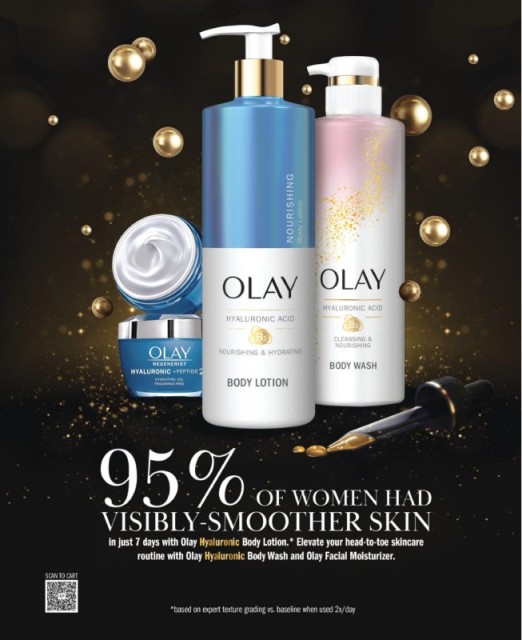 NOURISHING
Body Lotion
OLAY
HYALURONIC ACID
B3
NOURISHING & HYDRATING
BODY LOTION
OLAY
HYALURONIC ACID
B3
CLEANSING &
NOURISHING
BODY WASH
OLAY
REGENERIST
HYALURONIC + PEPTIDE 24
HYDRATING GEL
FRAGRANCE-FREE
95% OF WOMEN HAD
VISIBLY-SMOOTHER SKIN
in just 7 days with Olay Hyaluronic Body Lotion.* Elevate your head-to-toe skincare
routine with Olay Hyaluronic Body Wash and Olay Facial Moisturizer.
SCAN TO CART
*based on expert texture grading vs. baseline when used 2x/day